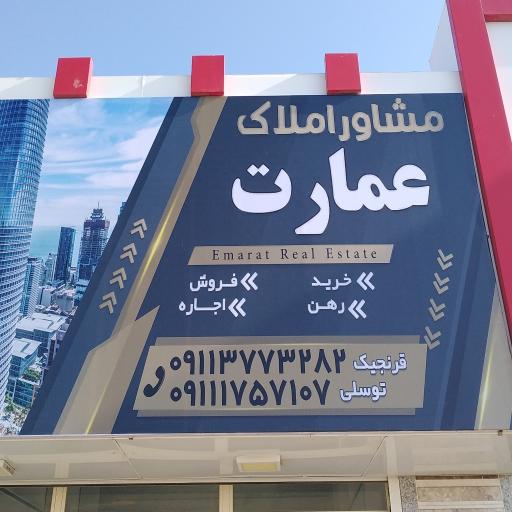 مشاور املاک
عمارت
Emarat Real Estate
خرید » فروش »
رهن » اجاره »
قرنجیک ۰۹۱۱۳۷۷۳۲۸۲
توسلی ۰۹۱۱۱۷۵۷۱۰۷